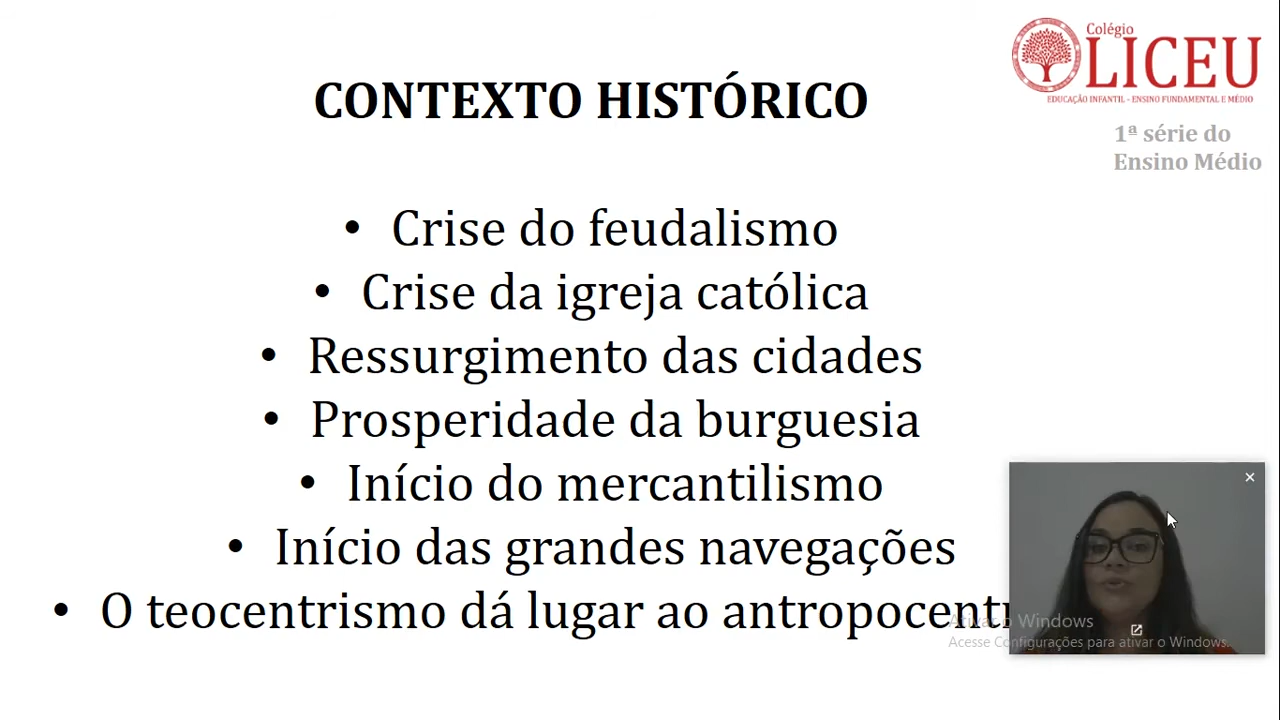 Colégio
LICEU
EDUCAÇÃO INFANTIL - ENSINO FUNDAMENTAL E MÉDIO
1ª série do
Ensino Médio
CONTEXTO HISTÓRICO
• Crise do feudalismo
• Crise da igreja católica
• Ressurgimento das cidades
• Prosperidade da burguesia
• Início do mercantilismo
• Início das grandes navegações
• O teocentrismo dá lugar ao
Ativar o Windows
Acesse Configurações para ativar o Windows.